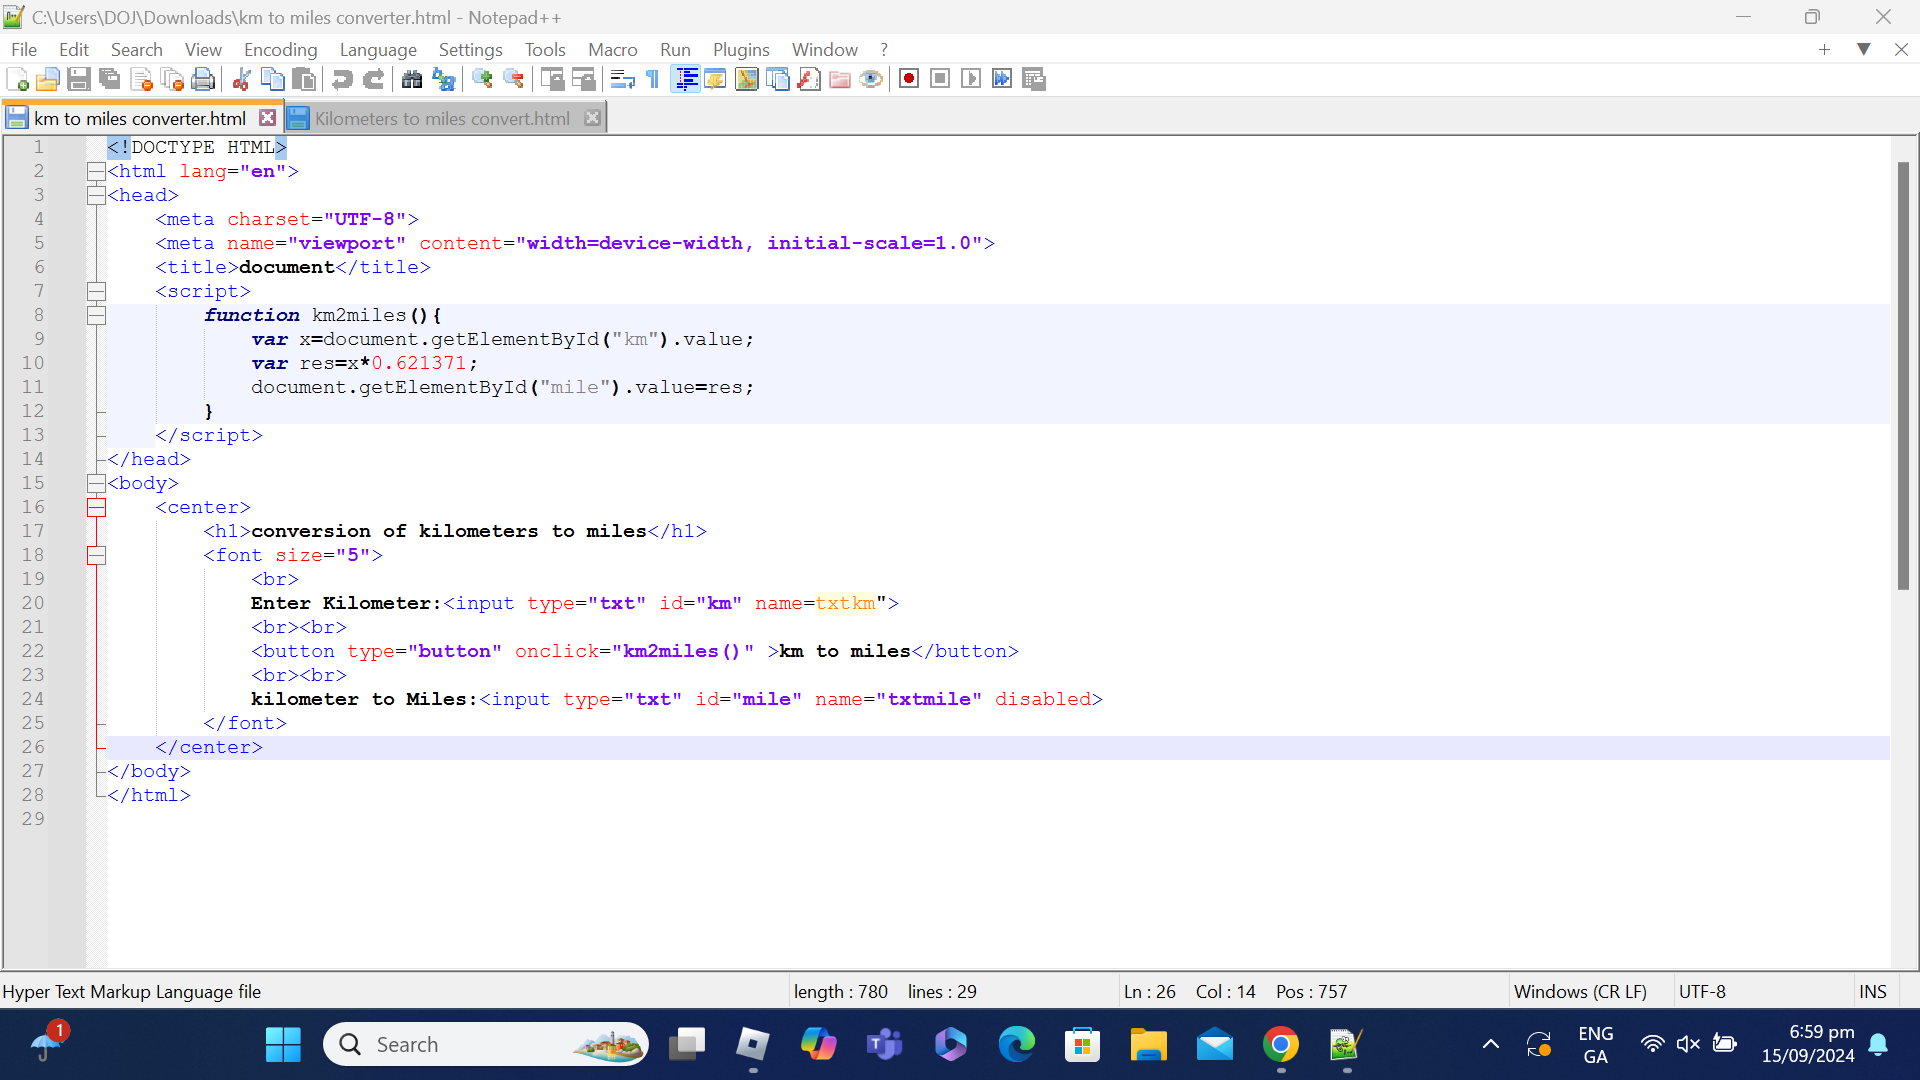 C:\Users\DOJ\Downloads\km to miles converter.html - Notepad++
File Edit Search View Encoding Language Settings Tools Macro Run Plugins Window ?
km to miles converter.html Kilometers to miles convert.html
1 <!DOCTYPE HTML>
2 <html lang="en">
3 <head>
4 <meta charset="UTF-8">
5 <meta name="viewport" content="width=device-width, initial-scale=1.0">
6 <title>document</title>
7 <script>
8 function km2miles(){
9 var x=document.getElementById("km").value;
10 var res=x*0.621371;
11 document.getElementById("mile").value=res;
12 }
13 </script>
14 </head>
15 <body>
16 <center>
17 <h1>conversion of kilometers to miles</h1>
18 <font size="5">
19 <br>
20 Enter Kilometer:<input type="txt" id="km" name=txtkm">
21 <br><br>
22 <button type="button" onclick="km2miles()" >km to miles</button>
23 <br><br>
24 kilometer to Miles:<input type="txt" id="mile" name="txtmile" disabled>
25 </font>
26 </center>
27 </body>
28 </html>
29
Hyper Text Markup Language file length : 780 lines : 29 Ln : 26 Col : 14 Pos : 757 Windows (CR LF) UTF-8 INS
1 Search ENG GA 6:59 pm 15/09/2024